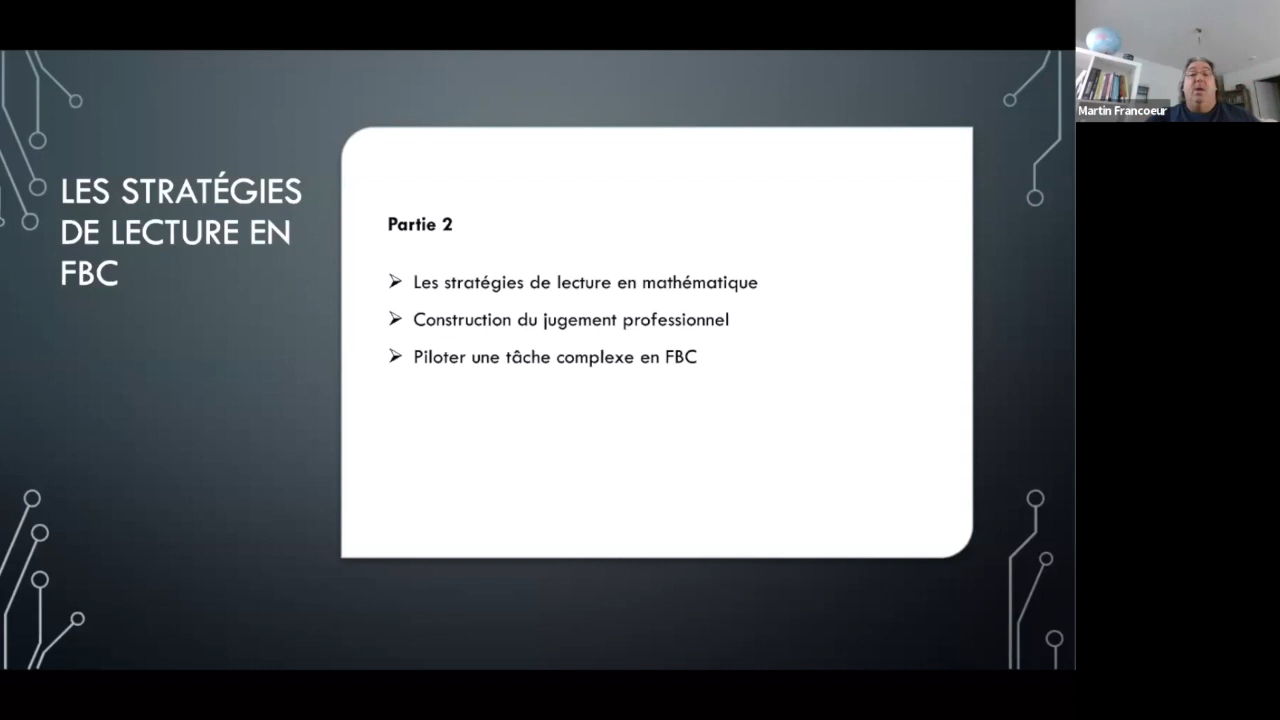 LES STRATÉGIES
DE LECTURE EN
FBC
Partie 2
➢ Les stratégies de lecture en mathématique
➢ Construction du jugement professionnel
➢ Piloter une tâche complexe en FBC
Martin Francoeur